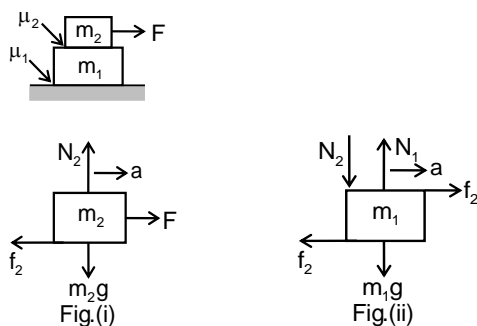 μ₂
m₂
F
μ₁
m₁
N₂
a
m₂
F
f₂
m₂g
Fig.(i)
N₂
N₁
a
m₁
f₂
f₂
m₁g
Fig.(ii)